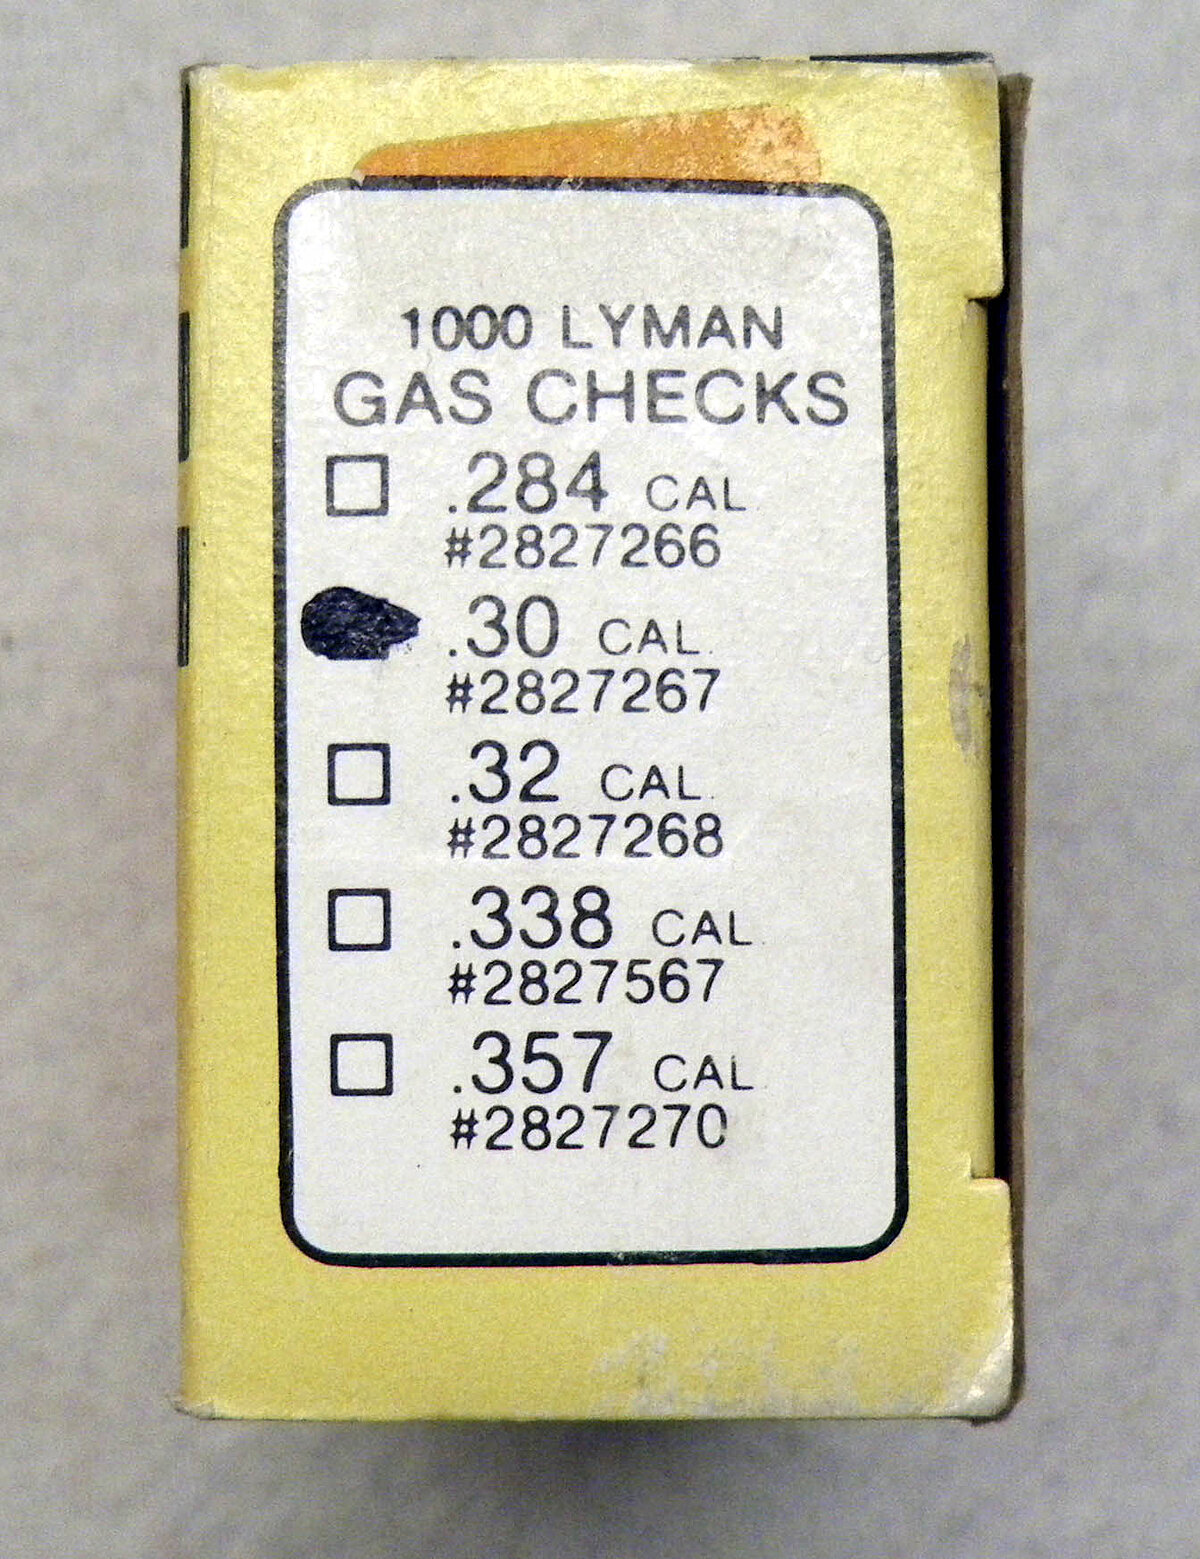 1000 LYMAN
GAS CHECKS
.284 CAL.
#2827266
.30 CAL.
#2827267
.32 CAL.
#2827268
.338 CAL.
#2827567
.357 CAL.
#2827270